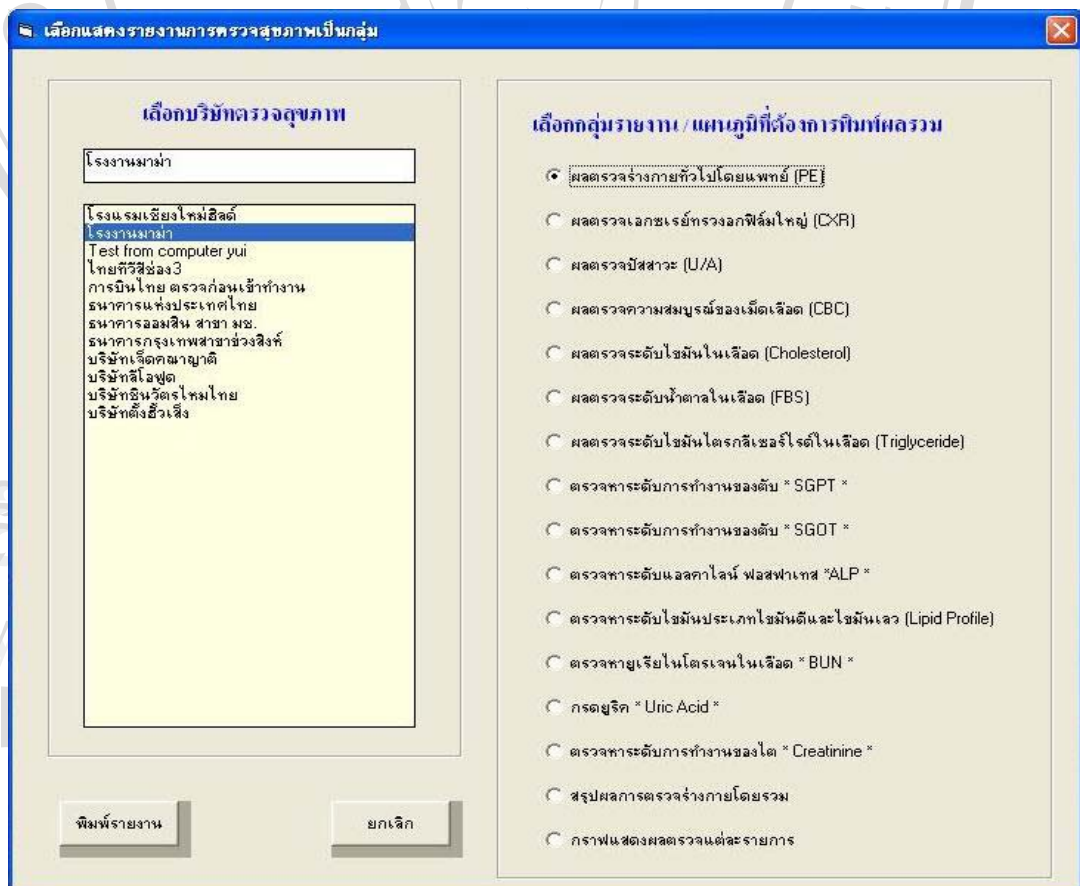 เลือกแสดงรายงานการตรวจสุขภาพเป็นกลุ่ม
เลือกบริษัทตรวจสุขภาพ
โรงงานมาม่า
โรงแรมเชียงใหม่ฮิลล์
โรงงานมาม่า
Test from computer yui
ไทยทีวีสีช่อง3
การบินไทย ตรวจก่อนเข้าทำงาน
ธนาคารแห่งประเทศไทย
ธนาคารออมสิน สาขา มช.
ธนาคารกรุงเทพสาขาช่วงสิงห์
บริษัทเจ็ดคณาญาติ
บริษัทลีโอฟูด
บริษัทชินวัตรไหมไทย
บริษัทตั้งฮั้วเส็ง
พิมพ์รายงาน
ยกเลิก
เลือกกลุ่มรายงาน / แผนภูมิที่ต้องการพิมพ์ผลรวม
ผลตรวจร่างกายทั่วไปโดยแพทย์ (PE)
ผลตรวจเอกซเรย์ทรวงอกฟิล์มใหญ่ (CXR)
ผลตรวจปัสสาวะ (U/A)
ผลตรวจความสมบูรณ์ของเม็ดเลือด (CBC)
ผลตรวจระดับไขมันในเลือด (Cholesterol)
ผลตรวจระดับน้ำตาลในเลือด (FBS)
ผลตรวจระดับไขมันไตรกลีเซอร์ไรด์ในเลือด (Triglyceride)
ตรวจหาระดับการทำงานของตับ * SGPT *
ตรวจหาระดับการทำงานของตับ * SGOT *
ตรวจหาระดับแอลคาไลน์ ฟอสฟาเทส *ALP *
ตรวจหาระดับไขมันประเภทไขมันดีและไขมันเลว (Lipid Profile)
ตรวจหายูเรียไนโตรเจนในเลือด * BUN *
กรดยูริค * Uric Acid *
ตรวจหาระดับการทำงานของไต * Creatinine *
สรุปผลการตรวจร่างกายโดยรวม
กราฟแสดงผลตรวจแต่ละรายการ